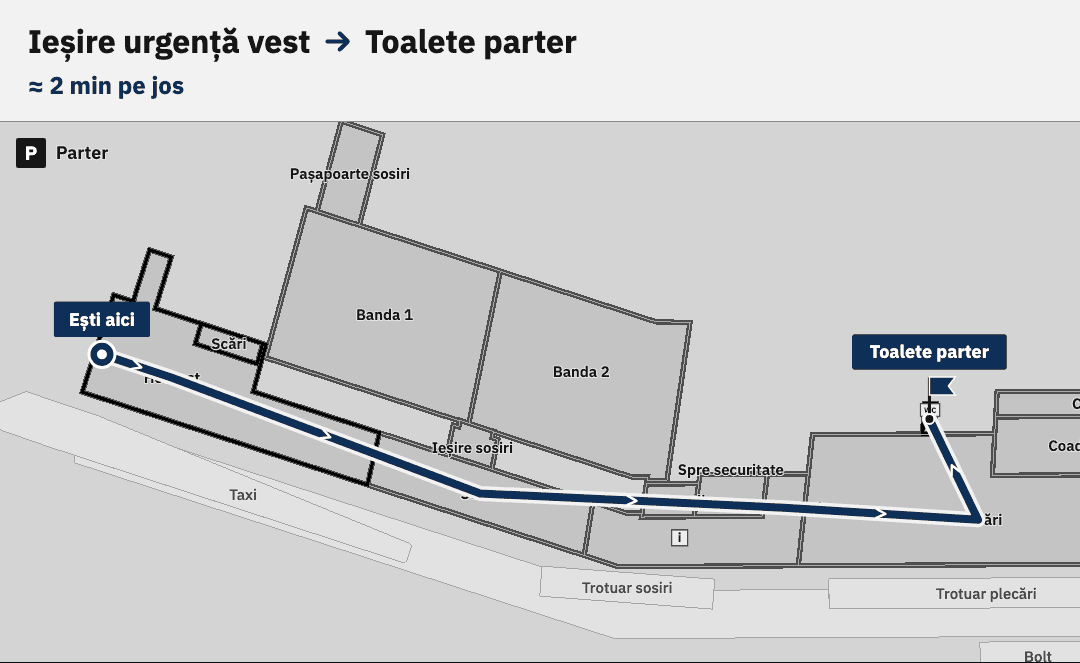 Ieșire urgență vest → Toalete parter
≈ 2 min pe jos
P Parter
Pașapoarte sosiri
Banda 1
Ești aici
Scări
Banda 2
Toalete parter
WC
Ieșire sosiri
Spre securitate
Taxi
i
Trotuar sosiri
Trotuar plecări
Bolt